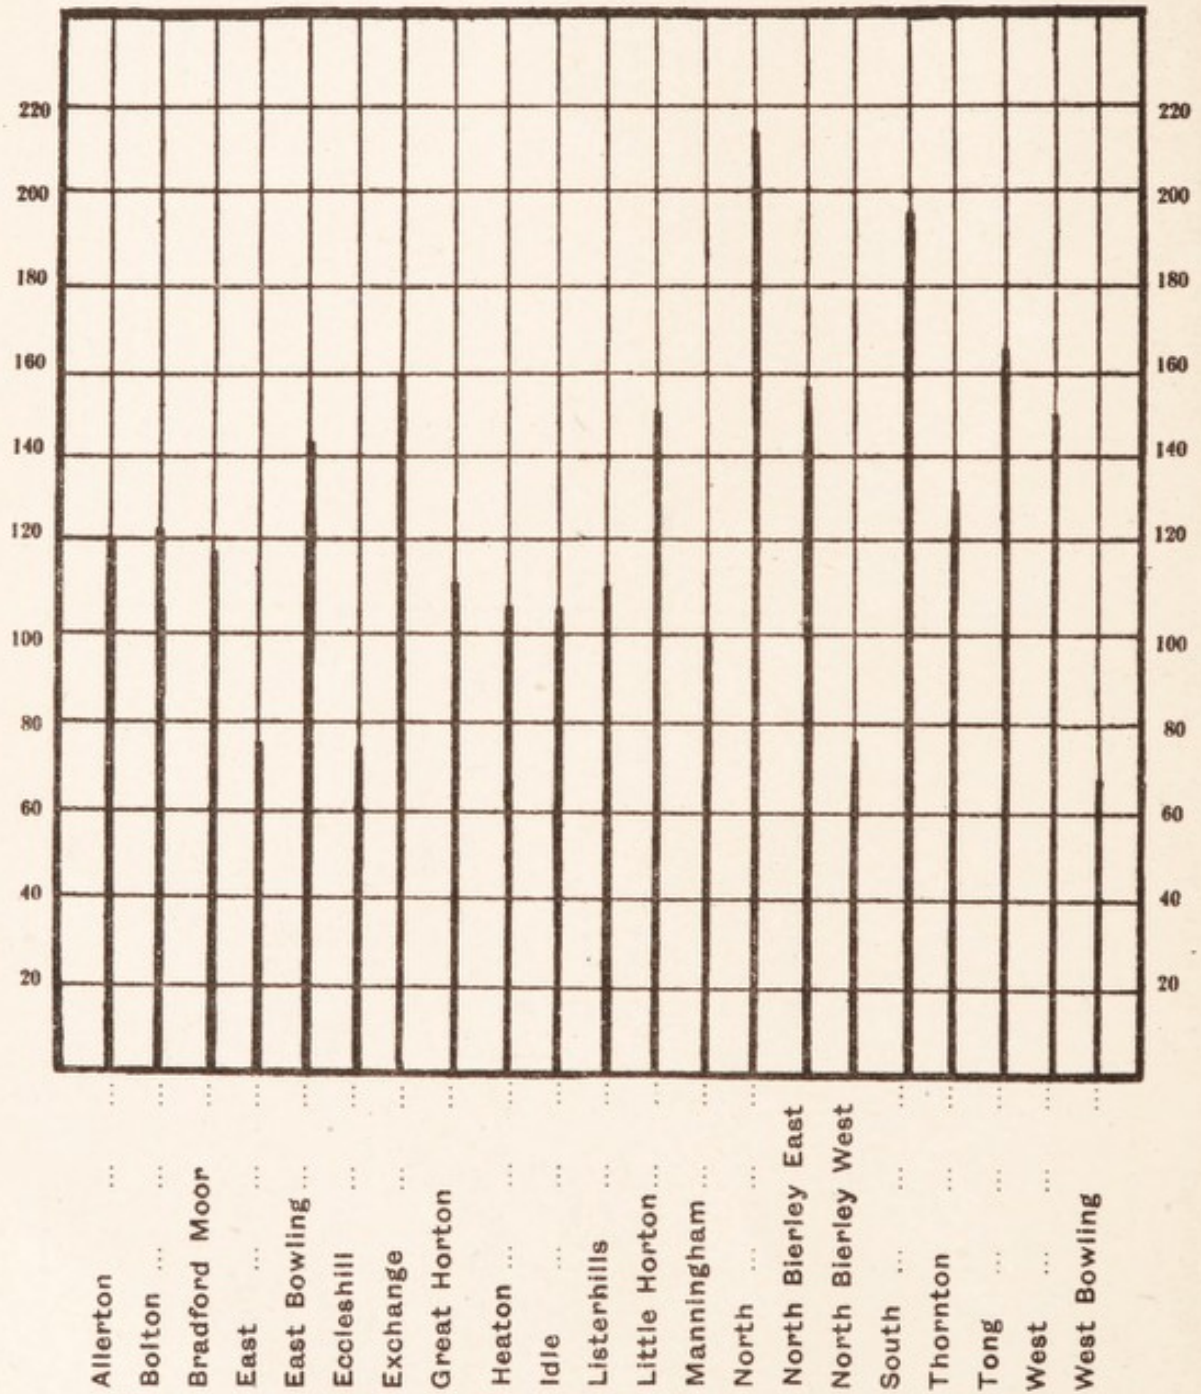 220 220
200 200
180 180
160 160
140 140
120 120
100 100
80 80
60 60
40 40
20 20
Allerton ... ...
Bolton ... ... ...
Bradford Moor ...
East ... ... ...
East Bowling ... ...
Eccleshill ... ...
Exchange ... ...
Great Horton ...
Heaton ... ... ...
Idle ... ... ...
Listerhills ... ...
Little Horton ... ...
Manningham ... ...
North ... ... ...
North Bierley East
North Bierley West
South ... ... ...
Thornton ... ...
Tong ... ... ...
West ... ... ...
West Bowling ...